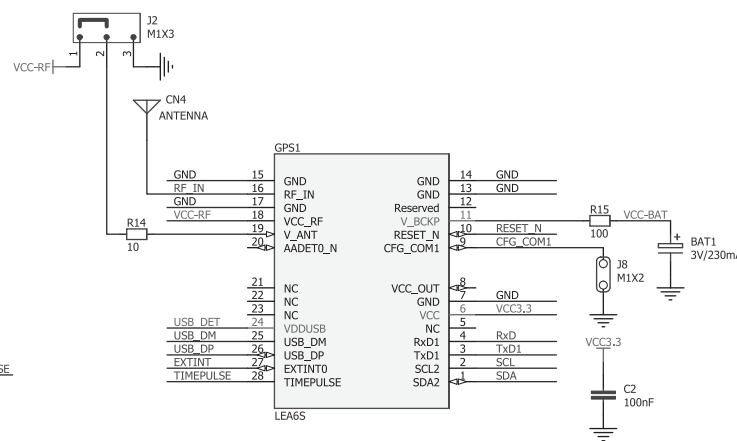 J2
M1X3
1 2 3
VCC-RF
CN4
ANTENNA
GPS1
GND 15 GND GND 14 GND
RF_IN 16 RF_IN GND 13 GND
GND 17 GND Reserved 12
VCC-RF 18 VCC_RF V_BCKP 11 R15 100 VCC-BAT
R14 10 19 V_ANT RESET_N 10 RESET_N
20 AADET0_N CFG_COM1 9 CFG_COM1
+
BAT1
3V/230m
J8
M1X2
21 NC VCC_OUT 8
22 NC GND 7 GND
23 NC VCC 6 VCC3.3
USB_DET 24 VDDUSB NC 5
USB_DM 25 USB_DM RxD1 4 RxD
USB_DP 26 USB_DP TxD1 3 TxD1
EXTINT 27 EXTINT0 SCL2 2 SCL
TIMEPULSE 28 TIMEPULSE SDA2 1 SDA
VCC3.3
C2
100nF
SE
LEA6S